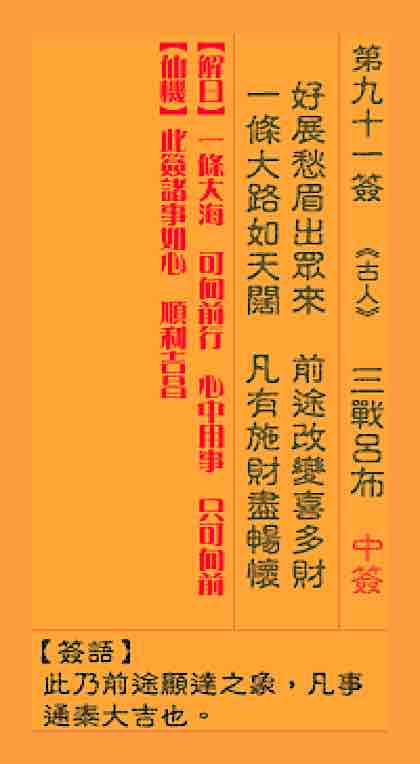 第九十一簽 《古人》 三戰呂布 中簽
好展愁眉出眾來 前途改變喜多財
一條大路如天闊 凡有施財盡暢懷
【解曰】一條大海 可向前行 心中用事 只可向前
【仙機】此簽諸事如心 順利吉昌
【簽語】
此乃前途顯達之象，凡事
通泰大吉也。